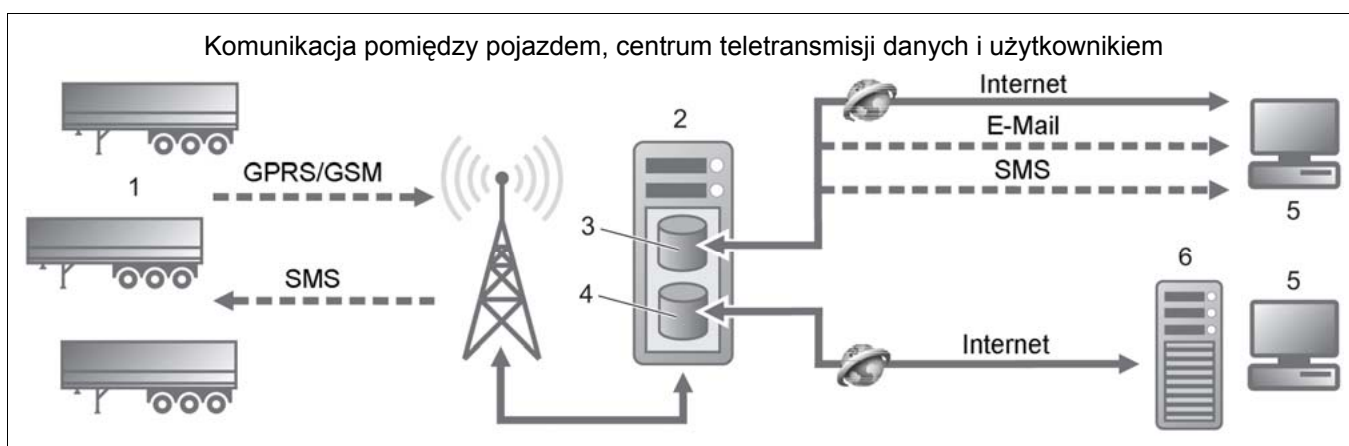 Komunikacja pomiędzy pojazdem, centrum teletransmisji danych i użytkownikiem
Internet
2
E-Mail
GPRS/GSM
1
SMS
3
5
6
5
SMS
4
Internet